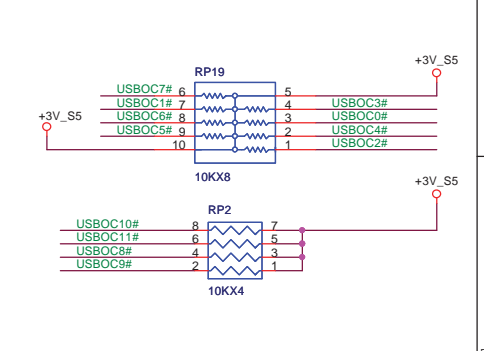 +3V_S5
RP19
USBOC7# 6 5
USBOC1# 7 4 USBOC3#
+3V_S5 USBOC6# 8 3 USBOC0#
USBOC5# 9 2 USBOC4#
10 1 USBOC2#
10KX8
+3V_S5
RP2
USBOC10# 8 7
USBOC11# 6 5
USBOC8# 4 3
USBOC9# 2 1
10KX4